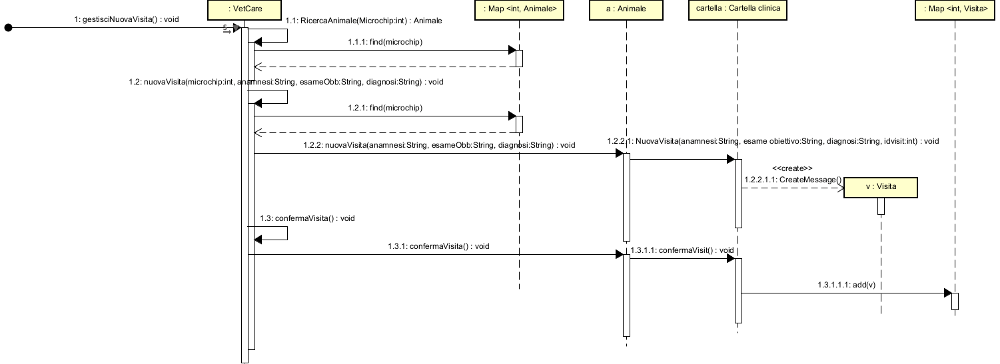 : VetCare
: Map <int, Animale>
a : Animale
cartella : Cartella clinica
: Map <int, Visita>
1: gestisciNuovaVisita() : void
1.1: RicercaAnimale(Microchip:int) : Animale
1.1.1: find(microchip)
1.2: nuovaVisita(microchip:int, anamnesi:String, esameObb:String, diagnosi:String) : void
1.2.1: find(microchip)
1.2.2: nuovaVisita(anamnesi:String, esameObb:String, diagnosi:String) : void
1.2.2.1: NuovaVisita(anamnesi:String, esame obiettivo:String, diagnosi:String, idvisit:int) : void
<<create>>
1.2.2.1.1: CreateMessage()
v : Visita
1.3: confermaVisita() : void
1.3.1: confermaVisita() : void
1.3.1.1: confermaVisit() : void
1.3.1.1.1: add(v)